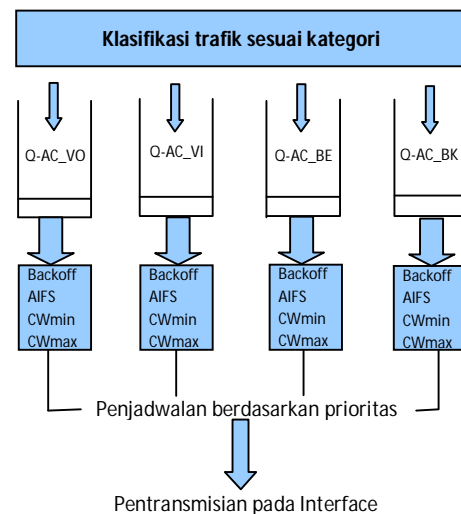 Klasifikasi trafik sesuai kategori
Q-AC_VO
Q-AC_VI
Q-AC_BE
Q-AC_BK
Backoff
AIFS
CWmin
CWmax
Backoff
AIFS
CWmin
CWmax
Backoff
AIFS
CWmin
CWmax
Backoff
AIFS
CWmin
CWmax
Penjadwalan berdasarkan prioritas
Pentransmisian pada Interface